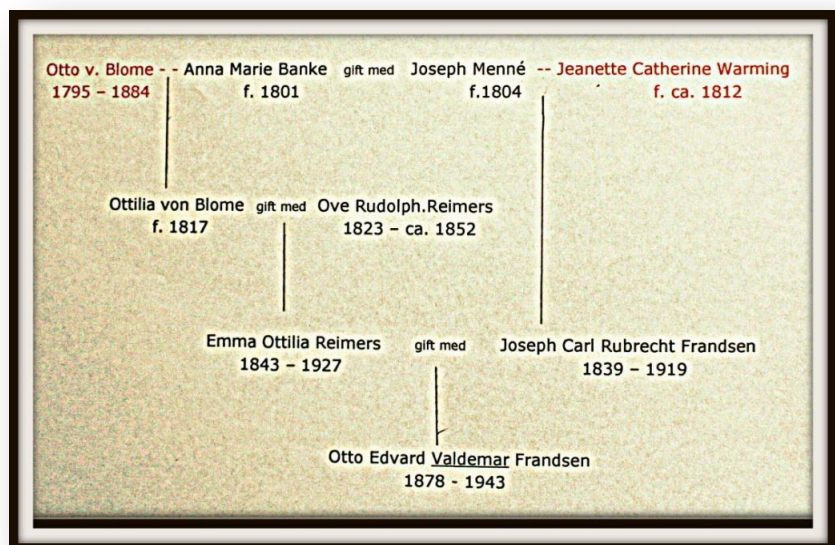 Otto v. Blome - - Anna Marie Banke gift med Joseph Menné -- Jeanette Catherine Warming
1795 – 1884 f. 1801 f.1804 f. ca. 1812
Ottilia von Blome gift med Ove Rudolph.Reimers
f. 1817 1823 – ca. 1852
Emma Ottilia Reimers gift med Joseph Carl Rubrecht Frandsen
1843 – 1927 1839 – 1919
Otto Edvard Valdemar Frandsen
1878 - 1943